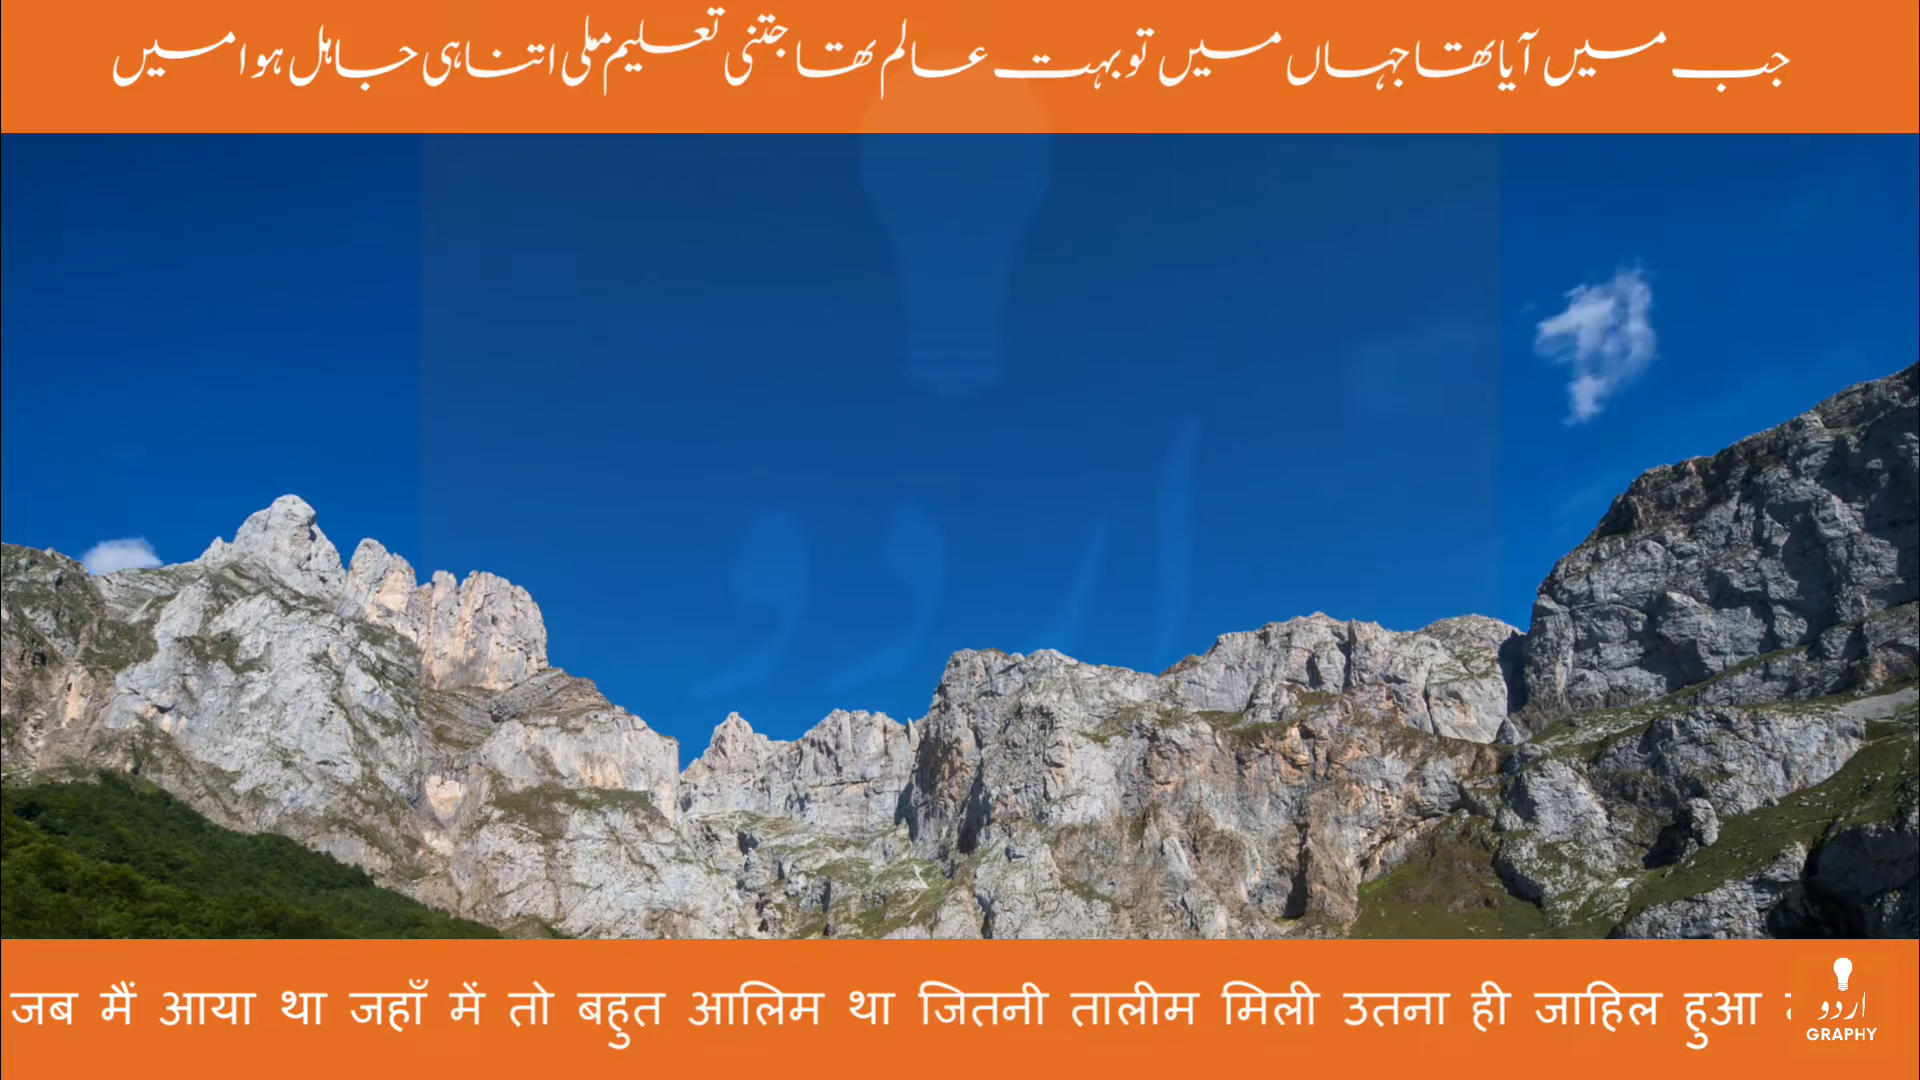 جب میں آیا تھا جہاں میں تو بہت عالم تھا جتنی تعلیم ملی اتنا ہی جاہل ہوا میں
اردو
जब मैं आया था जहाँ में तो बहुत आलिम था जितनी तालीम मिली उतना ही जाहिल हुआ
اردو
GRAPHY